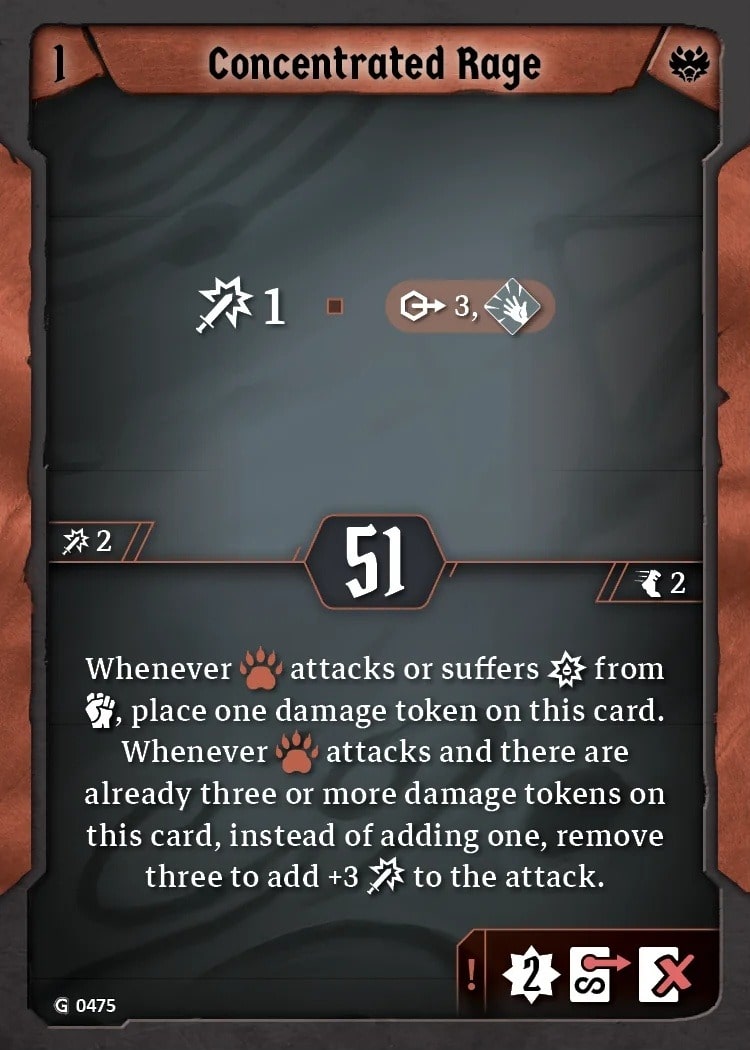 1
Concentrated Rage
1
3,
2
51
2
Whenever attacks or suffers from
, place one damage token on this card.
Whenever attacks and there are
already three or more damage tokens on
this card, instead of adding one, remove
three to add +3 to the attack.
! 2 ∞
G 0475